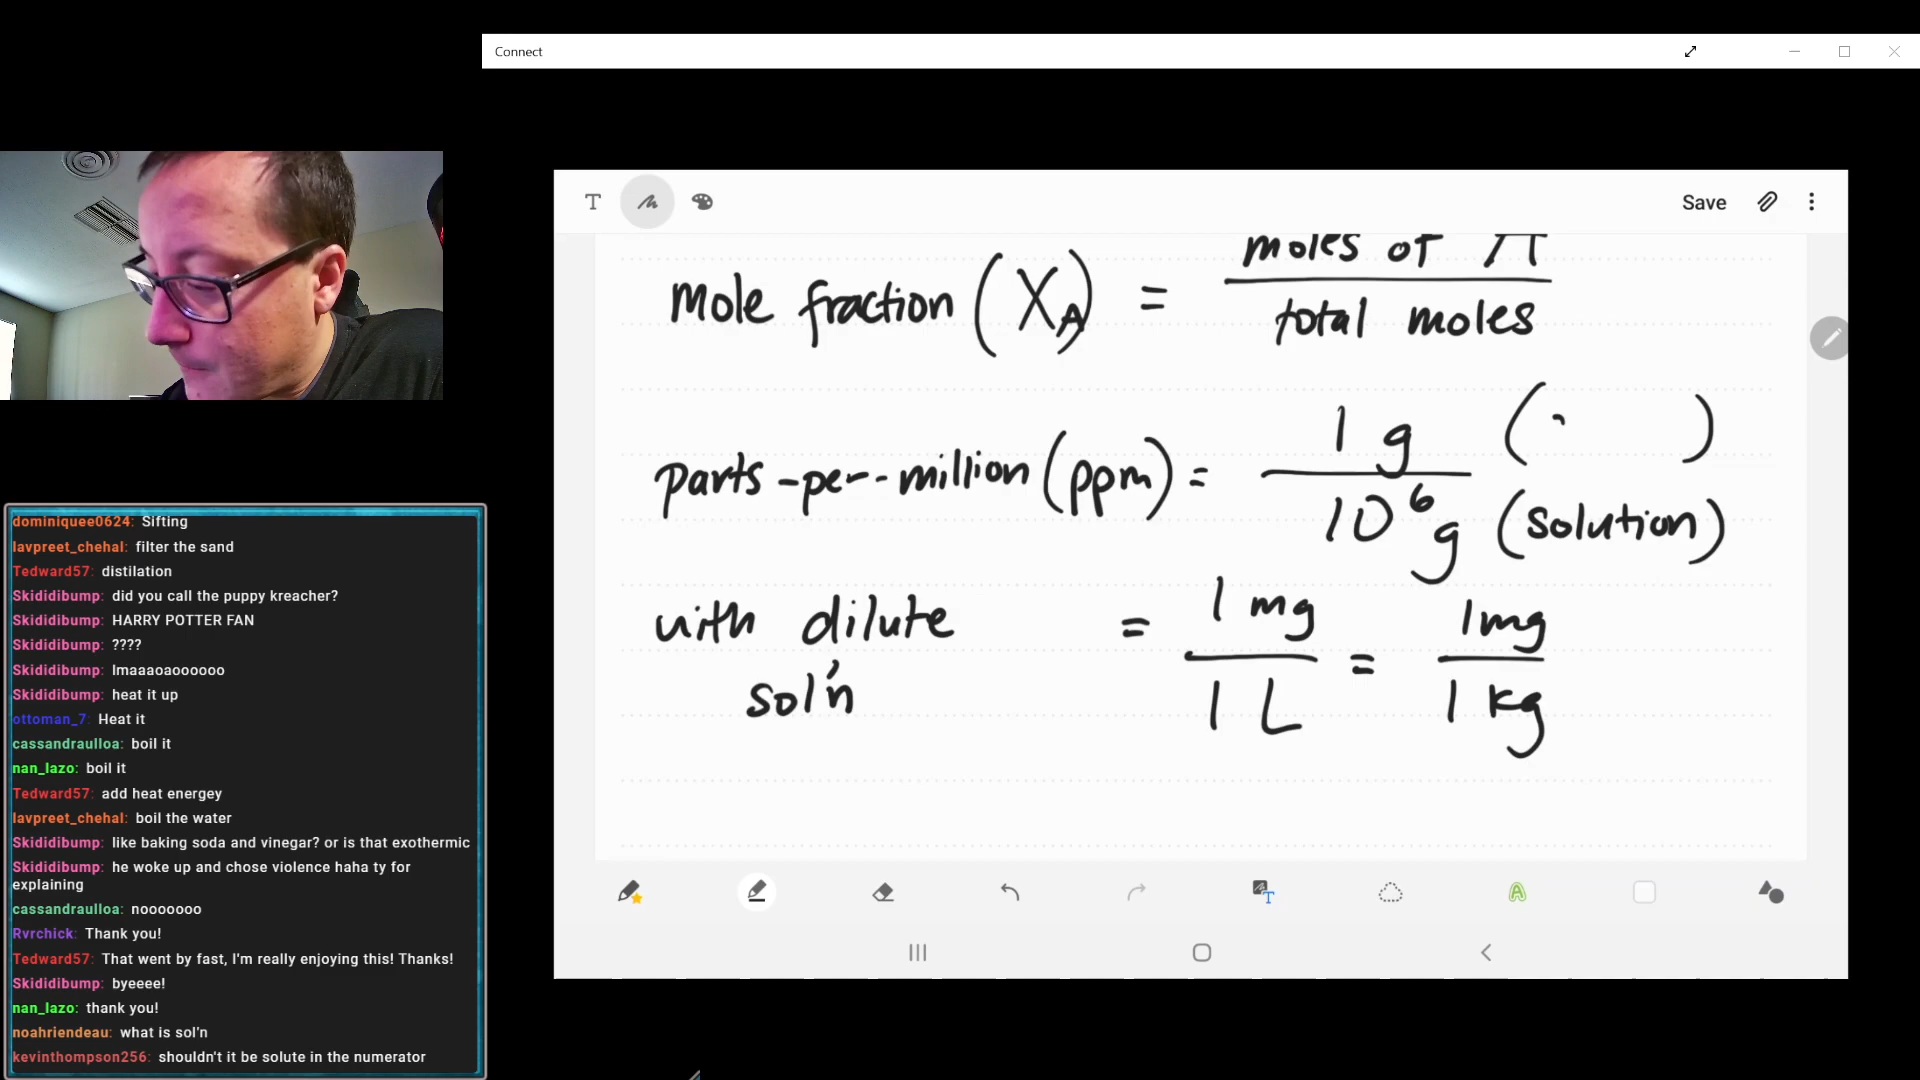 Connect
T
Save
moles of A
mole fraction (XA) =
total moles
1 g ( )
parts-per-million (ppm) =
10⁶ g (solution)
with dilute = 1 mg = 1 mg
sol'n 1 L 1 kg
T
A
dominiquee0624: Sifting
lavpreet_chehal: filter the sand
Tedward57: distilation
Skididibump: did you call the puppy kreacher?
Skididibump: HARRY POTTER FAN
Skididibump: ????
Skididibump: lmaaaoaoooooo
Skididibump: heat it up
ottoman_7: Heat it
cassandraulloa: boil it
nan_lazo: boil it
Tedward57: add heat energey
lavpreet_chehal: boil the water
Skididibump: like baking soda and vinegar? or is that exothermic
Skididibump: he woke up and chose violence haha ty for
explaining
cassandraulloa: nooooooo
Rvrchick: Thank you!
Tedward57: That went by fast, I'm really enjoying this! Thanks!
Skididibump: byeeee!
nan_lazo: thank you!
noahriendeau: what is sol'n
kevinthompson256: shouldn't it be solute in the numerator